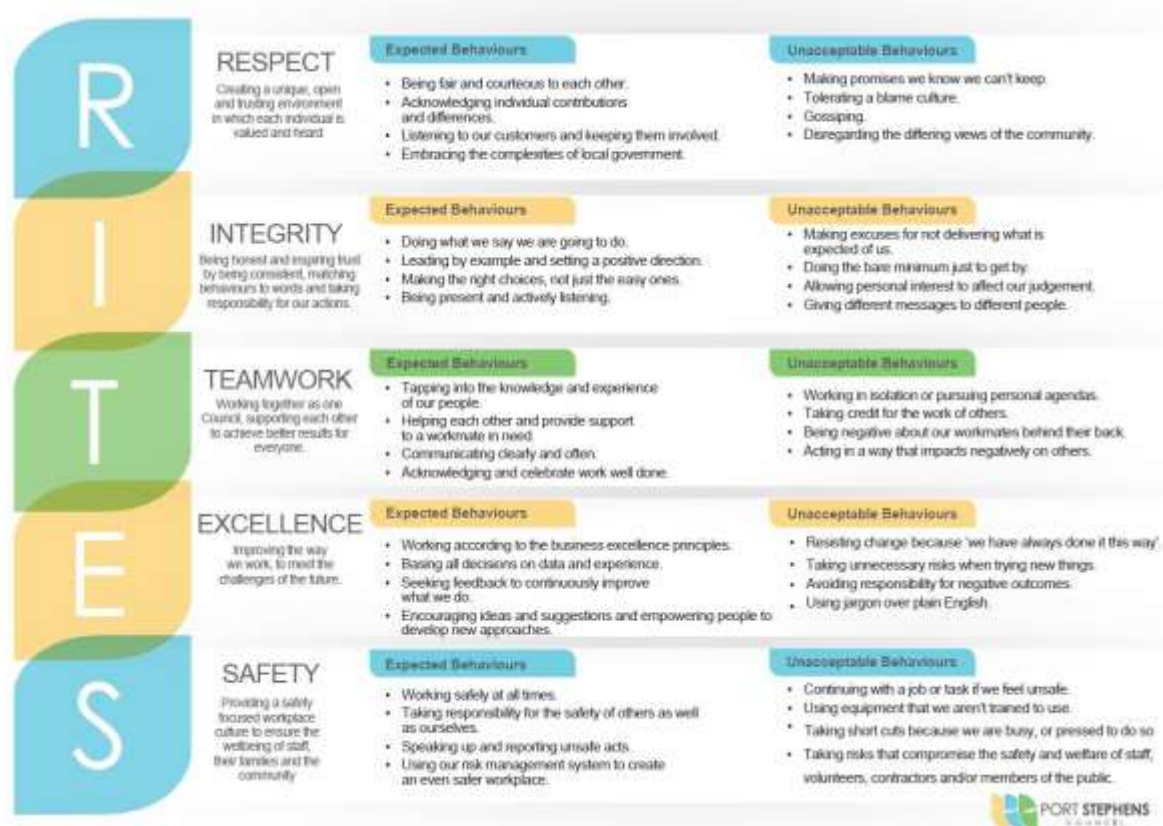 R
RESPECT
Creating a unique, open
and trusting environment
in which each individual is
valued and heard
Expected Behaviours
• Being fair and courteous to each other.
• Acknowledging individual contributions
and differences.
• Listening to our customers and keeping them involved.
• Embracing the complexities of local government.
Unacceptable Behaviours
• Making promises we know we can't keep.
• Tolerating a blame culture.
• Gossiping.
• Disregarding the differing views of the community.
I
INTEGRITY
Being honest and inspiring trust
by being consistent, matching
behaviours to words and taking
responsibility for our actions.
Expected Behaviours
• Doing what we say we are going to do.
• Leading by example and setting a positive direction.
• Making the right choices, not just the easy ones.
• Being present and actively listening.
Unacceptable Behaviours
• Making excuses for not delivering what is
expected of us.
• Doing the bare minimum just to get by.
• Allowing personal interest to affect our judgement.
• Giving different messages to different people.
T
TEAMWORK
Working together as one
Council, supporting each other
to achieve better results for
everyone.
Expected Behaviours
• Tapping into the knowledge and experience
of our people.
• Helping each other and provide support
to a workmate in need.
• Communicating clearly and often.
• Acknowledging and celebrate work well done.
Unacceptable Behaviours
• Working in isolation or pursuing personal agendas.
• Taking credit for the work of others.
• Being negative about our workmates behind their back.
• Acting in a way that impacts negatively on others.
E
EXCELLENCE
Improving the way
we work, to meet the
challenges of the future.
Expected Behaviours
• Working according to the business excellence principles.
• Basing all decisions on data and experience.
• Seeking feedback to continuously improve
what we do.
• Encouraging ideas and suggestions and empowering people to
develop new approaches.
Unacceptable Behaviours
• Resisting change because 'we have always done it this way'.
• Taking unnecessary risks when trying new things.
• Avoiding responsibility for negative outcomes.
• Using jargon over plain English.
S
SAFETY
Providing a safety
focused workplace
culture to ensure the
wellbeing of staff,
their families and the
community
Expected Behaviours
• Working safely at all times.
• Taking responsibility for the safety of others as well
as ourselves.
• Speaking up and reporting unsafe acts.
• Using our risk management system to create
an even safer workplace.
Unacceptable Behaviours
• Continuing with a job or task if we feel unsafe.
• Using equipment that we aren't trained to use.
• Taking short cuts because we are busy, or pressed to do so
• Taking risks that compromise the safety and welfare of staff,
volunteers, contractors and/or members of the public.
PORT STEPHENS
COUNCIL